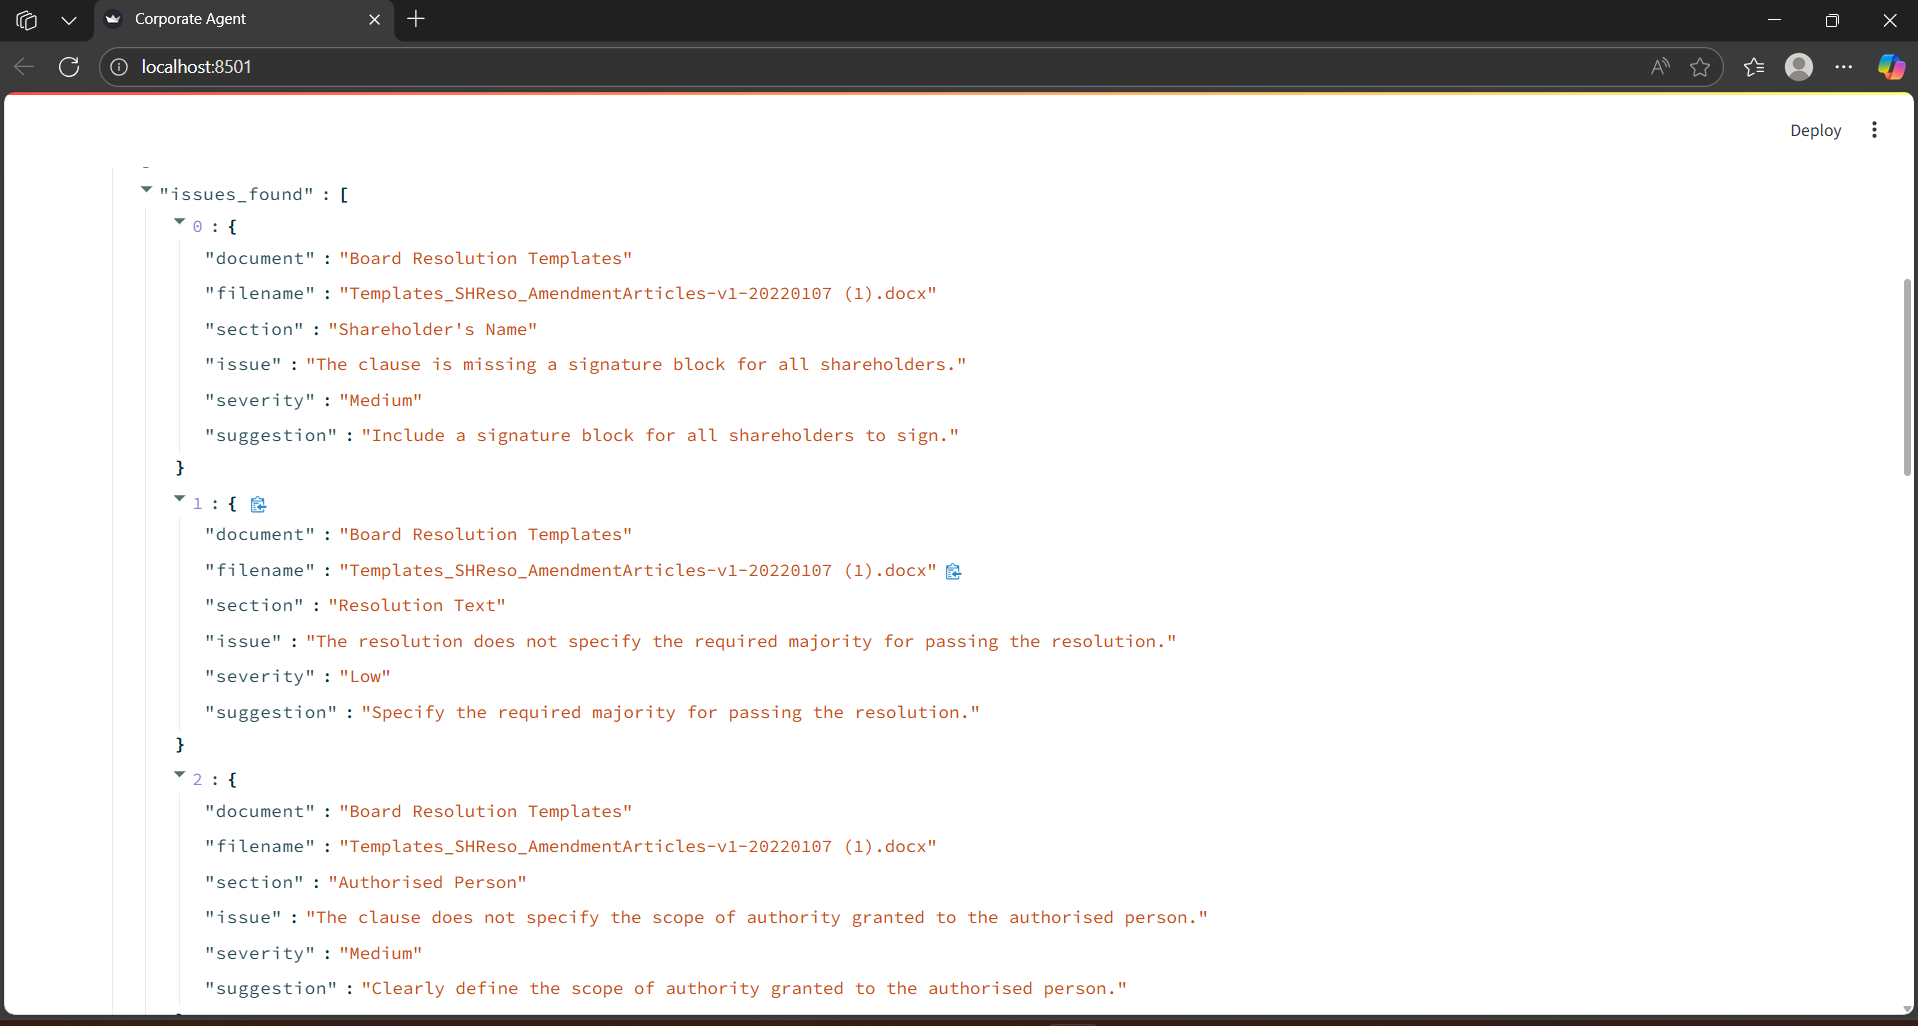 Corporate Agent
localhost:8501
Deploy
"issues_found" : [
0 : {
"document" : "Board Resolution Templates"
"filename" : "Templates_SHReso_AmendmentArticles-v1-20220107 (1).docx"
"section" : "Shareholder's Name"
"issue" : "The clause is missing a signature block for all shareholders."
"severity" : "Medium"
"suggestion" : "Include a signature block for all shareholders to sign."
}
1 : {
"document" : "Board Resolution Templates"
"filename" : "Templates_SHReso_AmendmentArticles-v1-20220107 (1).docx"
"section" : "Resolution Text"
"issue" : "The resolution does not specify the required majority for passing the resolution."
"severity" : "Low"
"suggestion" : "Specify the required majority for passing the resolution."
}
2 : {
"document" : "Board Resolution Templates"
"filename" : "Templates_SHReso_AmendmentArticles-v1-20220107 (1).docx"
"section" : "Authorised Person"
"issue" : "The clause does not specify the scope of authority granted to the authorised person."
"severity" : "Medium"
"suggestion" : "Clearly define the scope of authority granted to the authorised person."